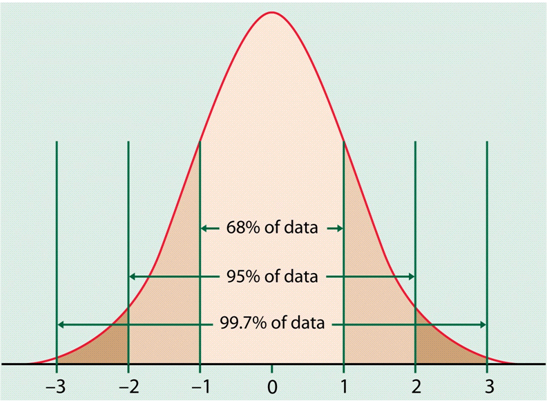 68% of data
95% of data
99.7% of data
–3 –2 –1 0 1 2 3